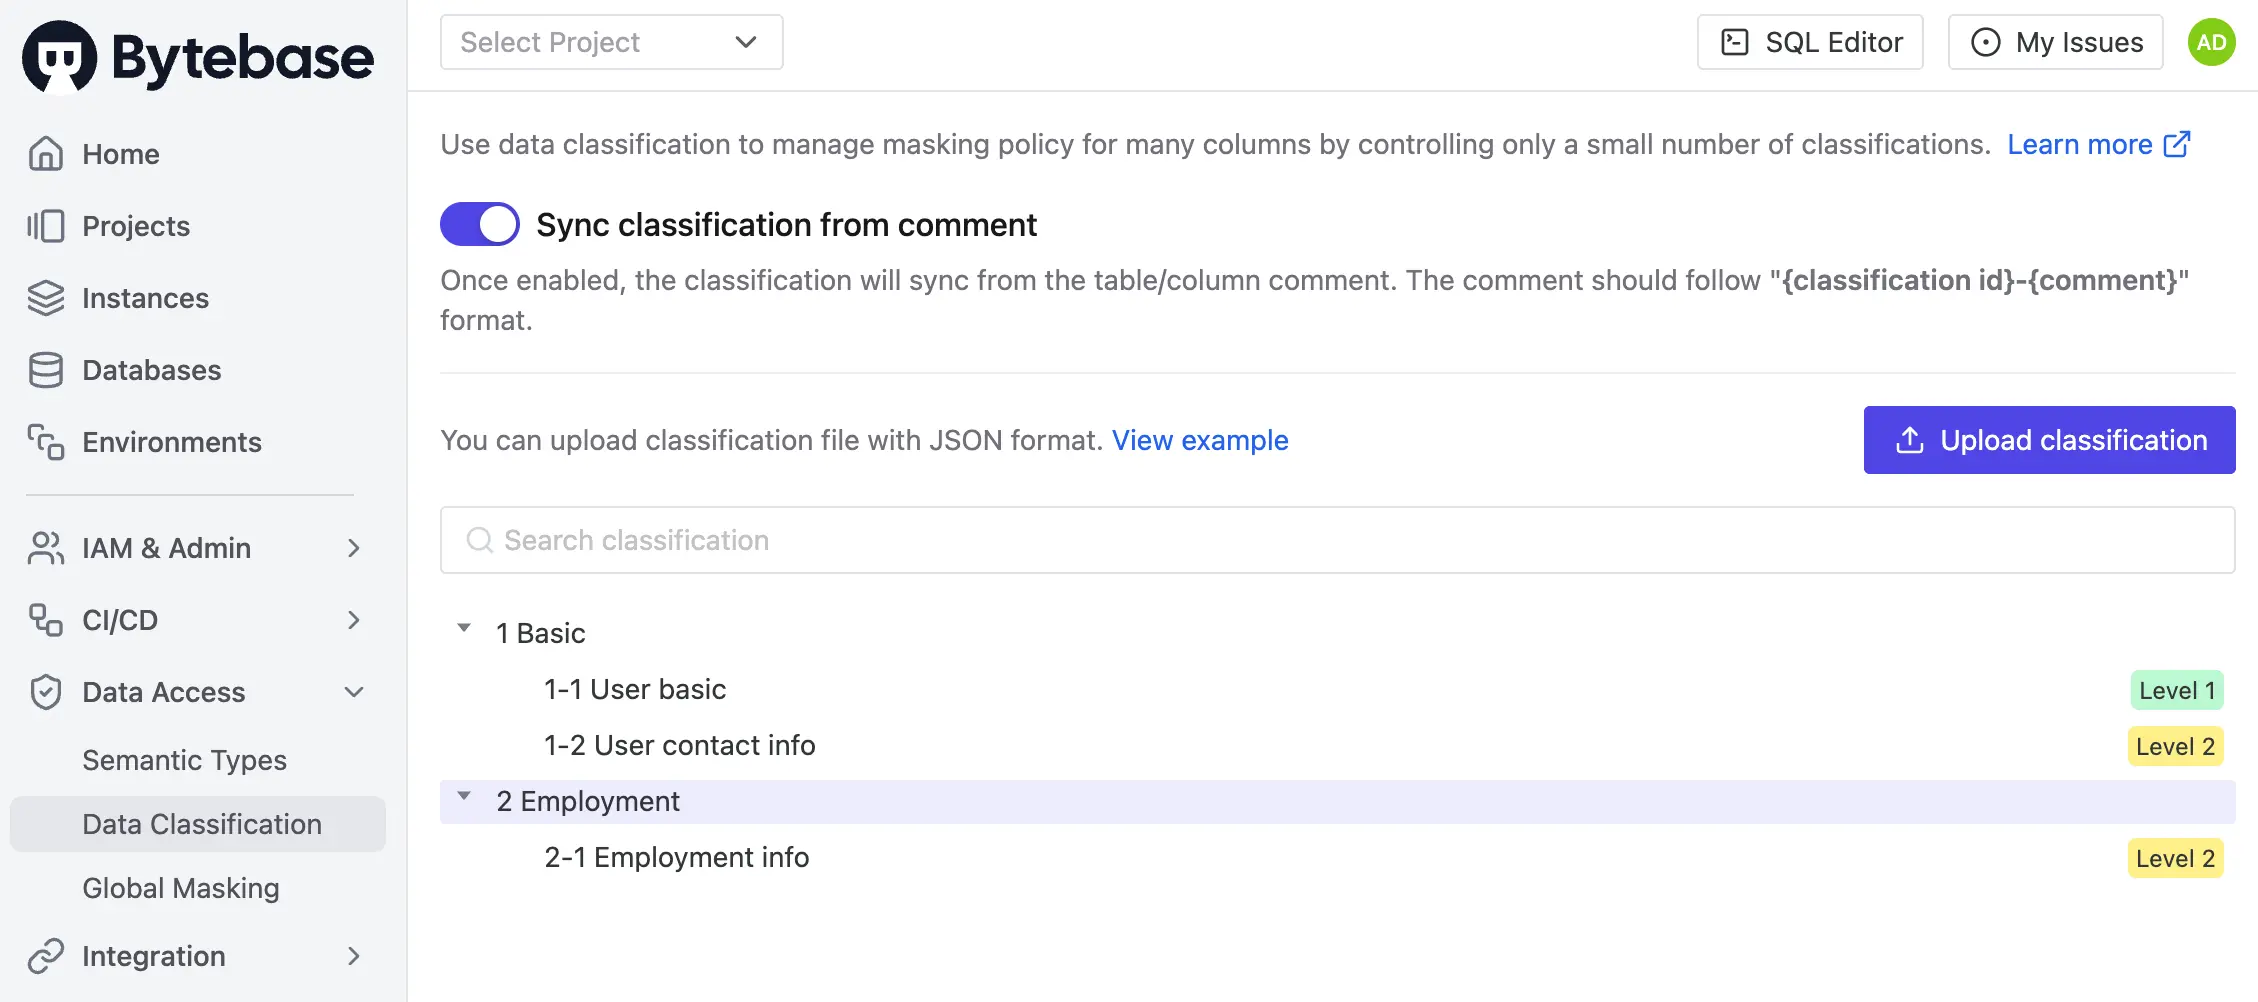 Bytebase
Select Project
SQL Editor
My Issues
AD
Home
Projects
Instances
Databases
Environments
IAM & Admin
CI/CD
Data Access
Semantic Types
Data Classification
Global Masking
Integration
Use data classification to manage masking policy for many columns by controlling only a small number of classifications. Learn more
Sync classification from comment
Once enabled, the classification will sync from the table/column comment. The comment should follow "{classification id}-{comment}"
format.
You can upload classification file with JSON format. View example
Upload classification
Search classification
1 Basic
1-1 User basic
Level 1
1-2 User contact info
Level 2
2 Employment
2-1 Employment info
Level 2